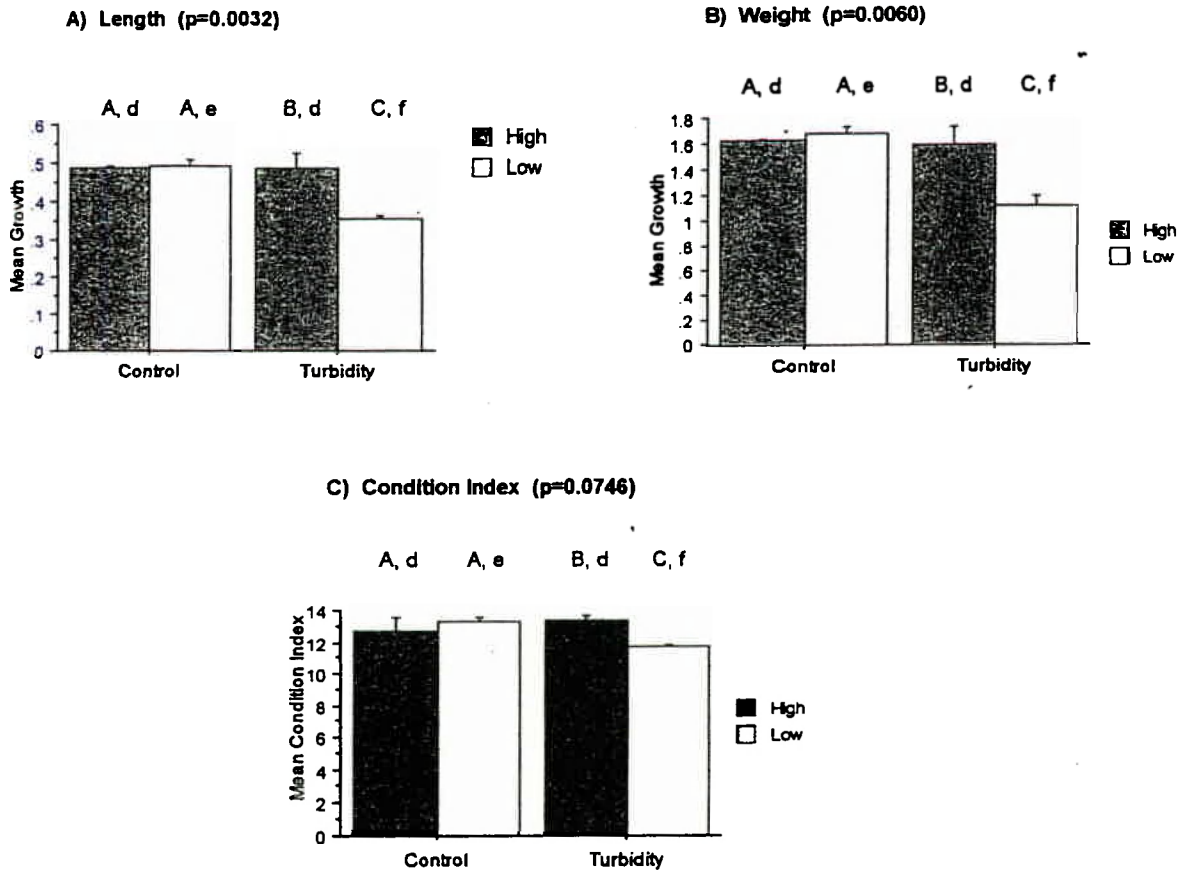 A) Length (p=0.0032)
A, d A, e B, d C, f
.6
.5
.4
.3
.2
.1
0
Mean Growth
Control Turbidity
High
Low
B) Weight (p=0.0060)
A, d A, e B, d C, f
1.8
1.6
1.4
1.2
1
.8
.6
.4
.2
0
Mean Growth
Control Turbidity
High
Low
C) Condition Index (p=0.0746)
A, d A, e B, d C, f
14
12
10
8
6
4
2
0
Mean Condition Index
Control Turbidity
High
Low